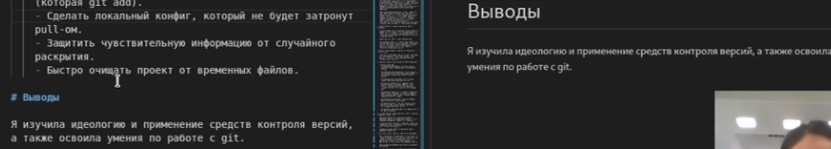 (которая git add).
- Сделать локальный конфиг, который не будет затронут
pull-ом.
- Защитить чувствительную информацию от случайного
раскрытия.
- Быстро очищать проект от временных файлов.
# Выводы
Я изучила идеологию и применение средств контроля версий,
а также освоила умения по работе с git.
Выводы
Я изучила идеологию и применение средств контроля версий, а также освоила
умения по работе с git.